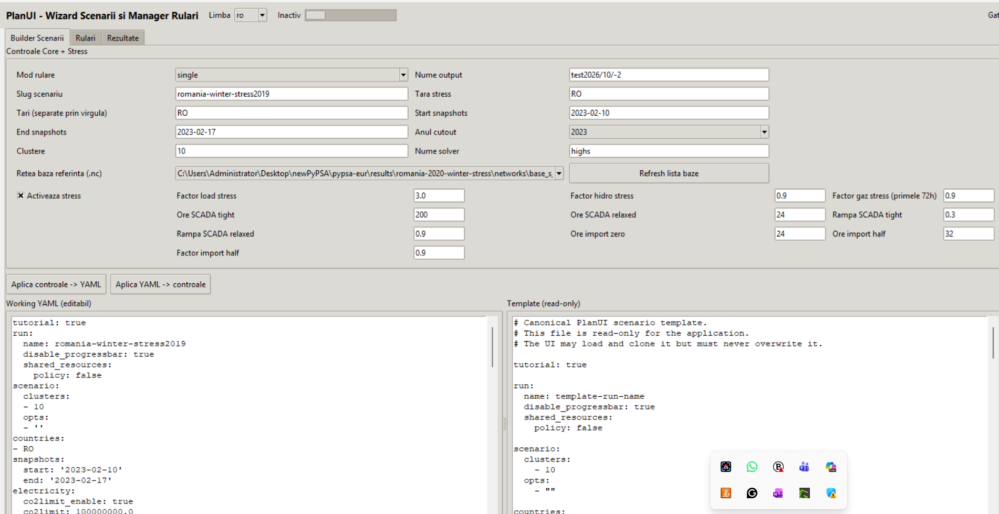 PlanUI - Wizard Scenarii si Manager Rulari Limba ro Inactiv
Builder Scenarii Rulari Rezultate
Controale Core + Stress
Mod rulare single Nume output test2026/10/-2
Slug scenariu romania-winter-stress2019 Tara stress RO
Tari (separate prin virgula) RO Start snapshots 2023-02-10
End snapshots 2023-02-17 Anul cutout 2023
Clustere 10 Nume solver highs
Retea baza referinta (.nc) C:\Users\Administrator\Desktop\newPyPSA\pypsa-eur\results\romania-2020-winter-stress\networks\base_s_ Refresh lista baze
Activeaza stress Factor load stress 3.0 Factor hidro stress 0.9 Factor gaz stress (primele 72h) 0.9
Ore SCADA tight 200 Ore SCADA relaxed 24 Rampa SCADA tight 0.3
Rampa SCADA relaxed 0.9 Ore import zero 24 Ore import half 32
Factor import half 0.9
Aplica controale -> YAML Aplica YAML -> controale
Working YAML (editabil)
tutorial: true
run:
  name: romania-winter-stress2019
  disable_progressbar: true
  shared_resources:
    policy: false
scenario:
  clusters:
  - 10
  opts:
  - ''
countries:
- RO
snapshots:
  start: '2023-02-10'
  end: '2023-02-17'
electricity:
  co2limit_enable: true
  co2limit: 100000000.0
Template (read-only)
# Canonical PlanUI scenario template.
# This file is read-only for the application.
# The UI may load and clone it but must never overwrite it.
tutorial: true
run:
  name: template-run-name
  disable_progressbar: true
  shared_resources:
    policy: false
scenario:
  clusters:
    - 10
  opts:
    - ""
countries: